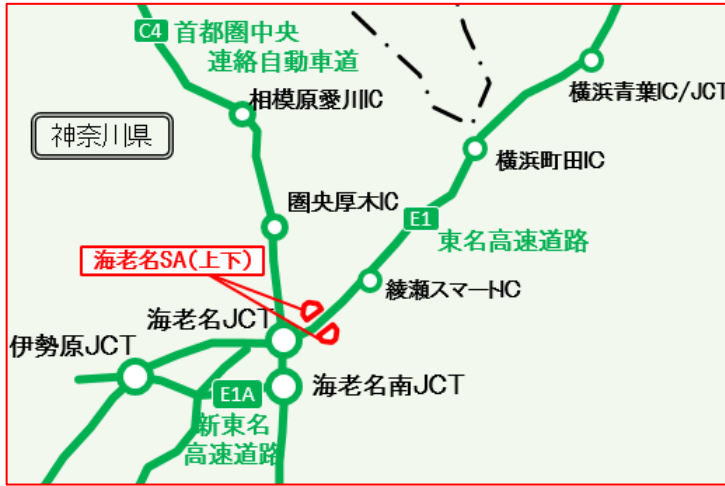 C4 首都圏中央
連絡自動車道
相模原愛川IC
横浜青葉IC/JCT
神奈川県
横浜町田IC
圏央厚木IC
E1
東名高速道路
海老名SA(上下)
綾瀬スマートIC
海老名JCT
伊勢原JCT
E1A
海老名南JCT
新東名
高速道路